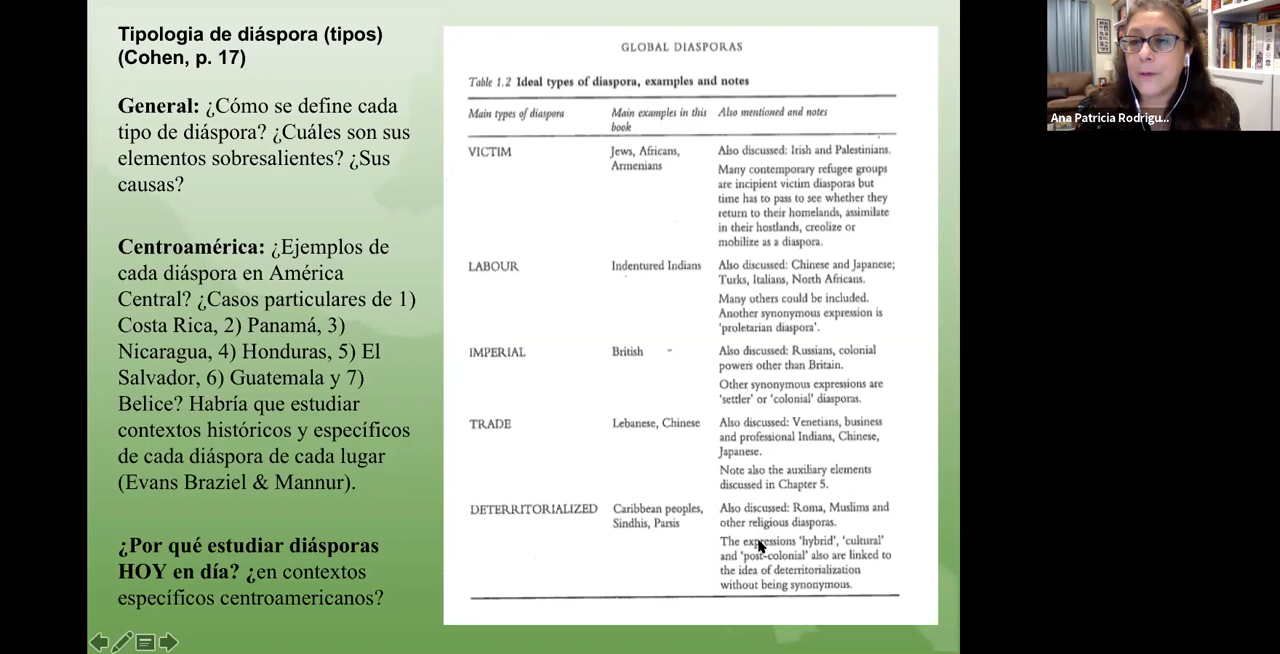 Tipologia de diáspora (tipos)
(Cohen, p. 17)
General: ¿Cómo se define cada
tipo de diáspora? ¿Cuáles son sus
elementos sobresalientes? ¿Sus
causas?
Centroamérica: ¿Ejemplos de
cada diáspora en América
Central? ¿Casos particulares de 1)
Costa Rica, 2) Panamá, 3)
Nicaragua, 4) Honduras, 5) El
Salvador, 6) Guatemala y 7)
Belice? Habría que estudiar
contextos históricos y específicos
de cada diáspora de cada lugar
(Evans Braziel & Mannur).
¿Por qué estudiar diásporas
HOY en día? ¿en contextos
específicos centroamericanos?
GLOBAL DIASPORAS
Table 1.2 Ideal types of diaspora, examples and notes
Main types of diaspora
Main examples in this
book
Also mentioned and notes
VICTIM
Jews, Africans,
Armenians
Also discussed: Irish and Palestinians.
Many contemporary refugee groups
are incipient victim diasporas but
time has to pass to see whether they
return to their homelands, assimilate
in their hostlands, creolize or
mobilize as a diaspora.
LABOUR
Indentured Indians
Also discussed: Chinese and Japanese;
Turks, Italians, North Africans.
Many others could be included.
Another synonymous expression is
'proletarian diaspora'.
IMPERIAL
British
Also discussed: Russians, colonial
powers other than Britain.
Other synonymous expressions are
'settler' or 'colonial' diasporas.
TRADE
Lebanese, Chinese
Also discussed: Venetians, business
and professional Indians, Chinese,
Japanese.
Note also the auxiliary elements
discussed in Chapter 5.
DETERRITORIALIZED
Caribbean peoples,
Sindhis, Parsis
Also discussed: Roma, Muslims and
other religious diasporas.
The expressions 'hybrid', 'cultural'
and 'post-colonial' also are linked to
the idea of deterritorialization
without being synonymous.
Ana Patricia Rodrigu...